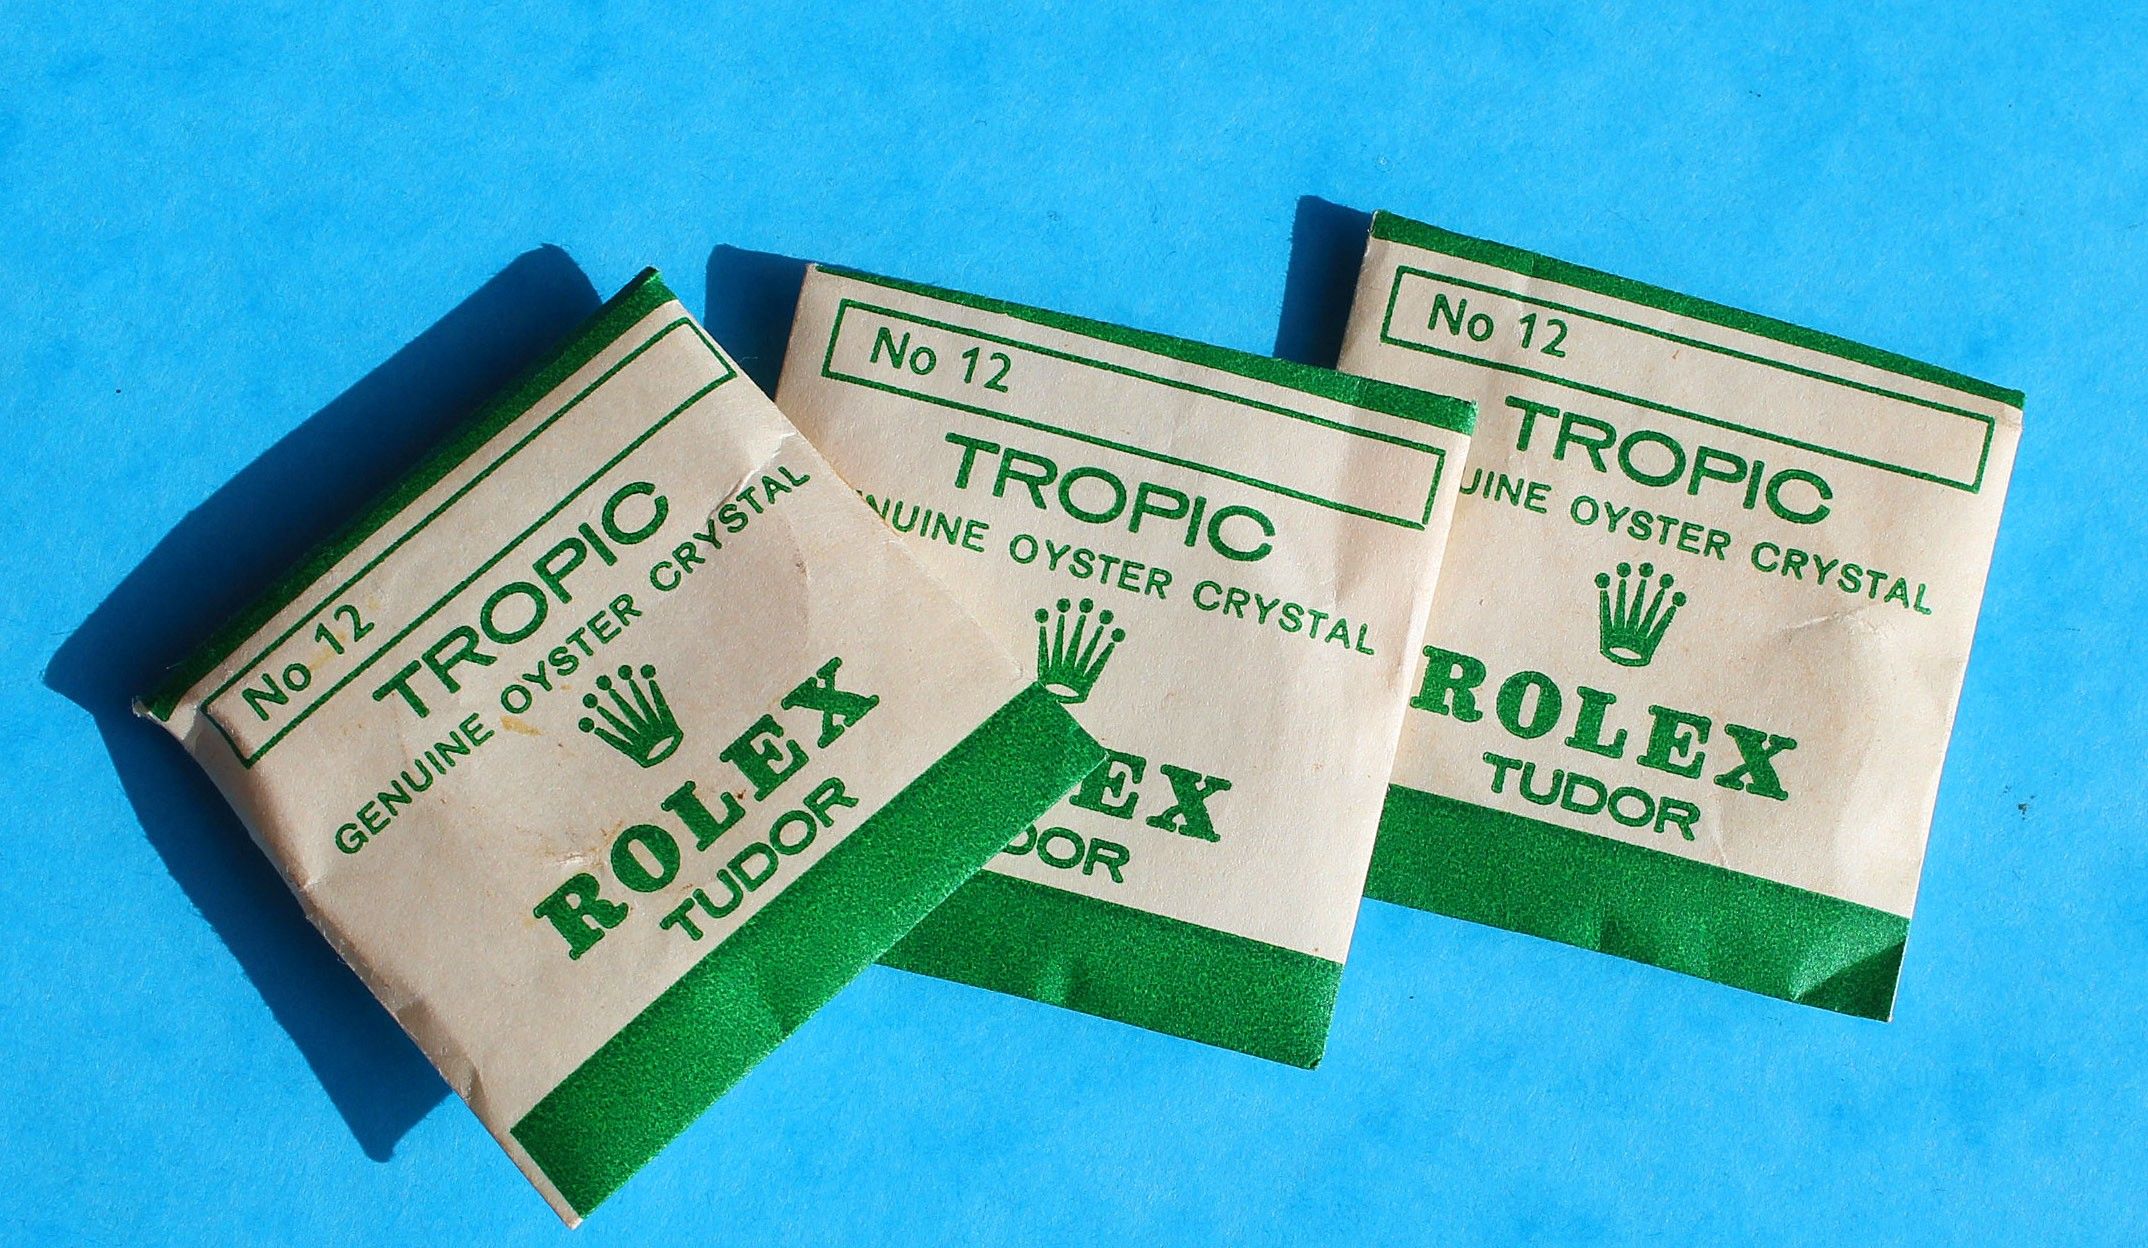 No 12
TROPIC
GENUINE OYSTER CRYSTAL
ROLEX
TUDOR
No 12
TROPIC
NUINE OYSTER CRYSTAL
EX
DOR
No 12
TROPIC
UINE OYSTER CRYSTAL
ROLEX
TUDOR